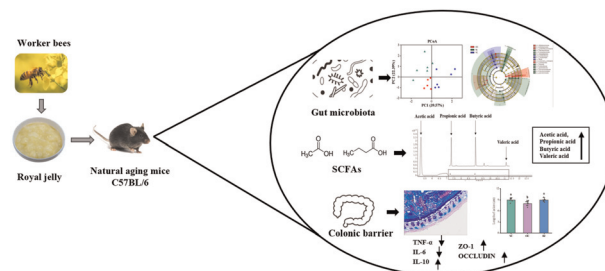 Worker bees
Royal jelly
Natural aging mice
C57BL/6
Gut microbiota
PCoA
SCFAs
Acetic acid
Propionic acid
Butyric acid
Valeric acid
Acetic acid,
Propionic acid
Butyric acid
Valeric acid
Colonic barrier
TNF-α
IL-6
IL-10
ZO-1
OCCLUDIN